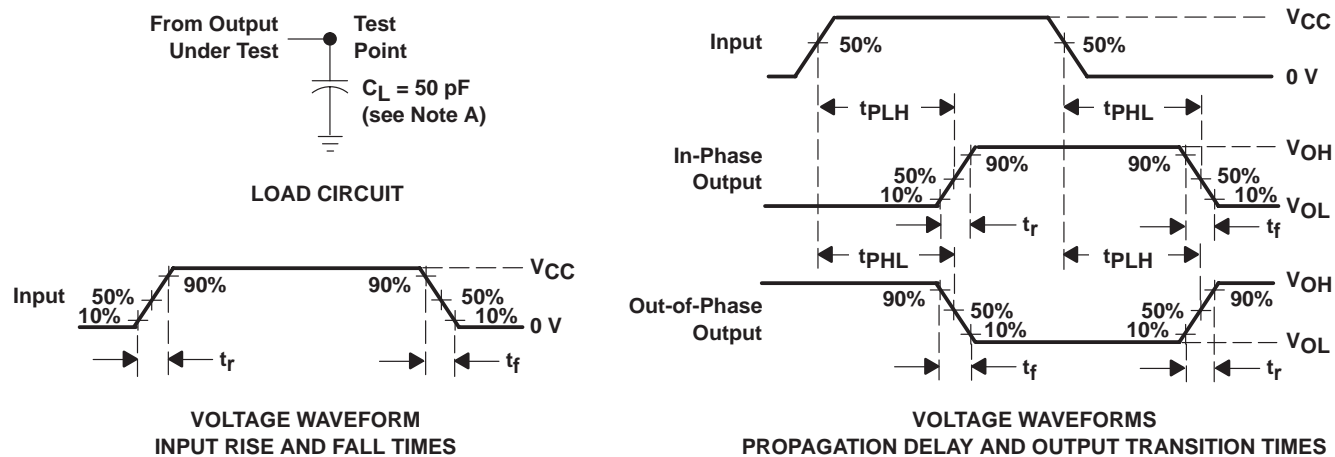 From Output
Under Test
Test
Point
CL = 50 pF
(see Note A)
LOAD CIRCUIT
Input
50%
10%
90%
90%
50%
10%
VCC
0 V
tr
tf
VOLTAGE WAVEFORM
INPUT RISE AND FALL TIMES
Input
50%
50%
VCC
0 V
tPLH
tPHL
In-Phase
Output
50%
10%
90%
90%
50%
10%
VOH
VOL
tr
tf
tPHL
tPLH
Out-of-Phase
Output
90%
50%
10%
50%
10%
90%
VOH
VOL
tf
tr
VOLTAGE WAVEFORMS
PROPAGATION DELAY AND OUTPUT TRANSITION TIMES